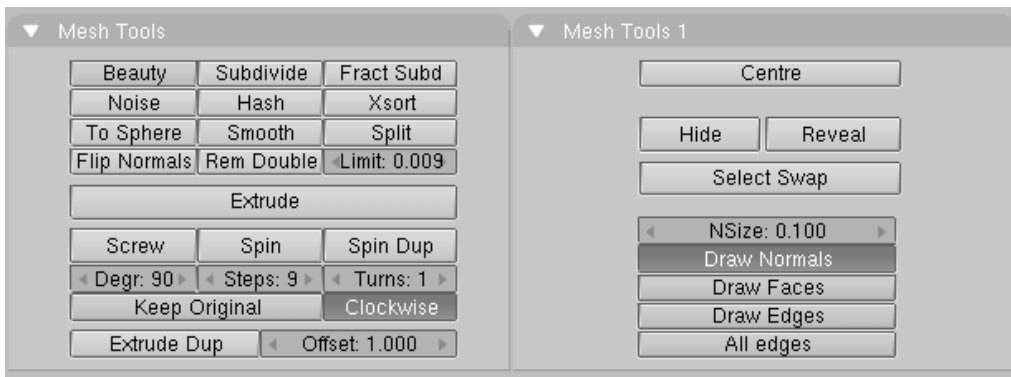 Mesh Tools
Beauty Subdivide Fract Subd
Noise Hash Xsort
To Sphere Smooth Split
Flip Normals Rem Double Limit: 0.009
Extrude
Screw Spin Spin Dup
Degr: 90 Steps: 9 Turns: 1
Keep Original Clockwise
Extrude Dup Offset: 1.000
Mesh Tools 1
Centre
Hide Reveal
Select Swap
NSize: 0.100
Draw Normals
Draw Faces
Draw Edges
All edges